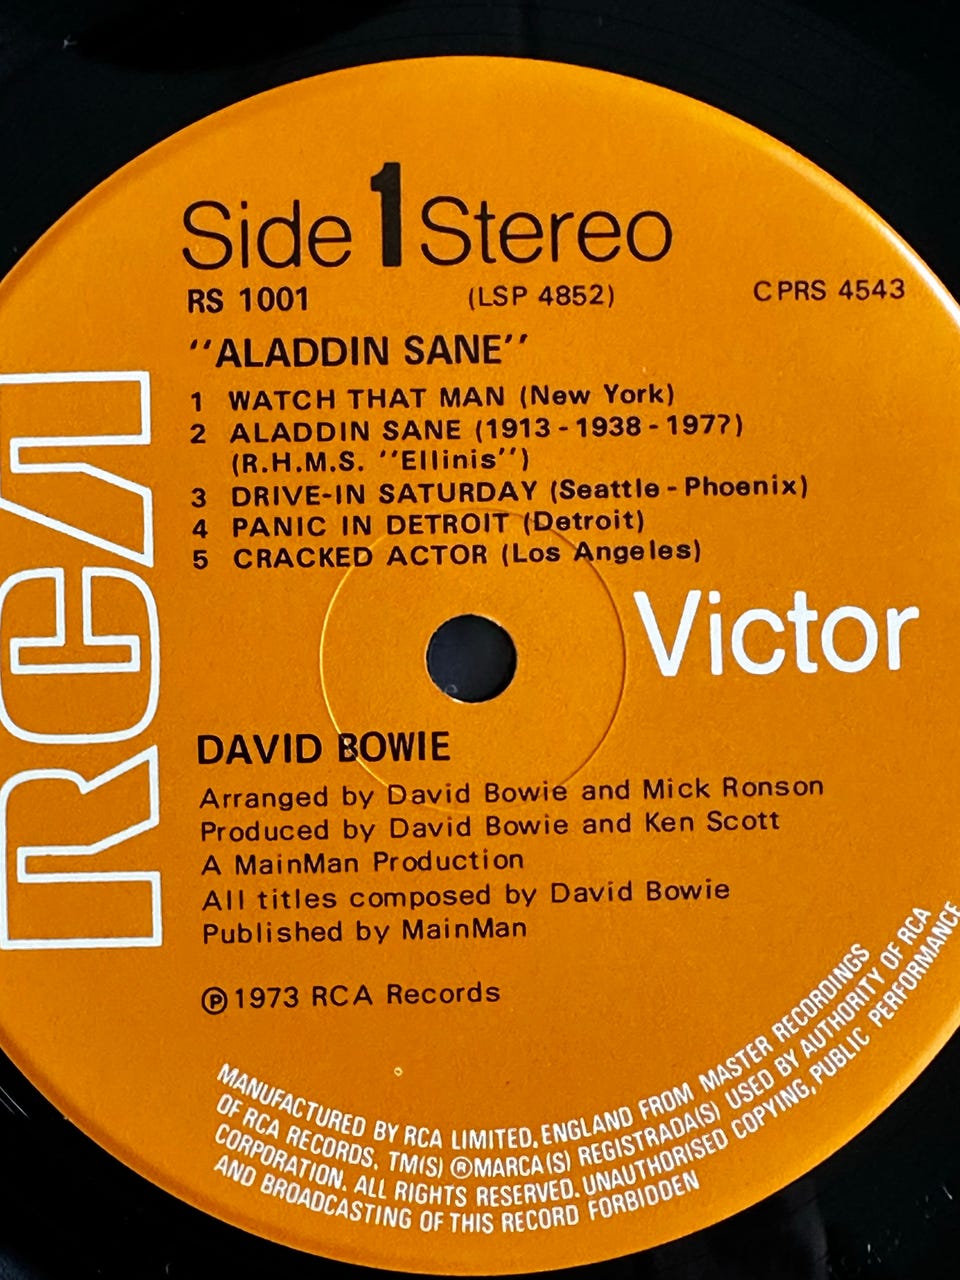 Side 1 Stereo
RS 1001 (LSP 4852) CPRS 4543
''ALADDIN SANE''
1 WATCH THAT MAN (New York)
2 ALADDIN SANE (1913 - 1938 - 197?)
(R.H.M.S. ''Ellinis'')
3 DRIVE-IN SATURDAY (Seattle - Phoenix)
4 PANIC IN DETROIT (Detroit)
5 CRACKED ACTOR (Los Angeles)
RCA
Victor
DAVID BOWIE
Arranged by David Bowie and Mick Ronson
Produced by David Bowie and Ken Scott
A MainMan Production
All titles composed by David Bowie
Published by MainMan
℗ 1973 RCA Records
MANUFACTURED BY RCA LIMITED, ENGLAND FROM MASTER RECORDINGS
OF RCA RECORDS. TM(S) ® MARCA(S) REGISTRADA(S) USED BY AUTHORITY OF RCA
CORPORATION. ALL RIGHTS RESERVED. UNAUTHORISED COPYING, PUBLIC PERFORMANCE
AND BROADCASTING OF THIS RECORD FORBIDDEN